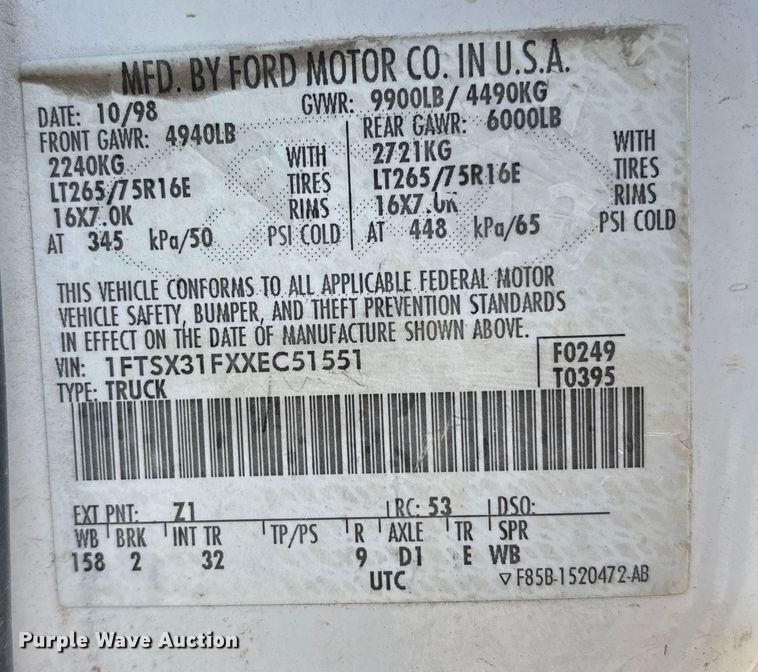 MFD. BY FORD MOTOR CO. IN U.S.A.
DATE: 10/98 GVWR: 9900LB/ 4490KG
FRONT GAWR: 4940LB REAR GAWR: 6000LB
2240KG WITH 2721KG WITH
LT265/75R16E TIRES LT265/75R16E TIRES
16X7.0K RIMS 16X7.0K RIMS
AT 345 kPa/50 PSI COLD AT 448 kPa/65 PSI COLD
THIS VEHICLE CONFORMS TO ALL APPLICABLE FEDERAL MOTOR
VEHICLE SAFETY, BUMPER, AND THEFT PREVENTION STANDARDS
IN EFFECT ON THE DATE OF MANUFACTURE SHOWN ABOVE.
VIN: 1FTSX31FXXEC51551 F0249
TYPE: TRUCK T0395
EXT PNT: Z1 RC: 53 DSO:
WB BRK INT TR TP/PS R AXLE TR SPR
158 2 32 9 D1 E WB
UTC ▽F85B-1520472-AB
Purple Wave Auction